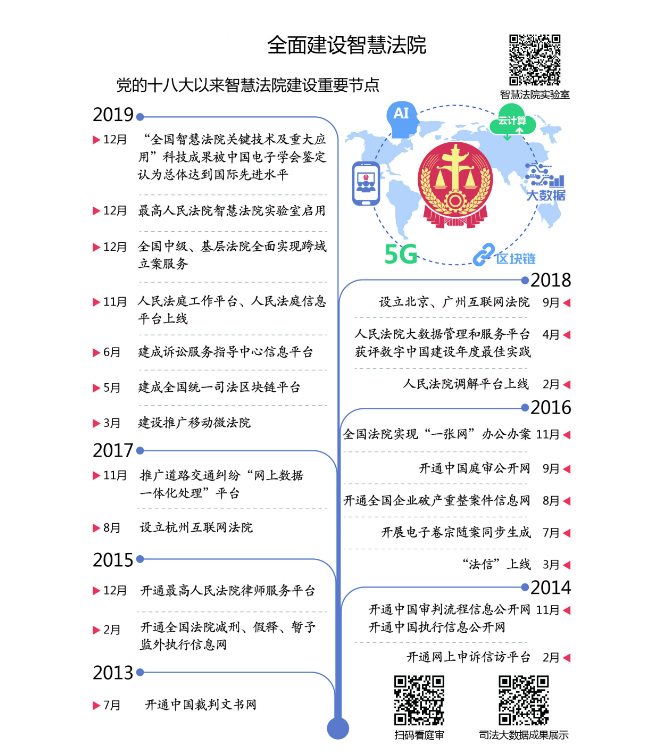 全面建设智慧法院
党的十八大以来智慧法院建设重要节点
智慧法院实验室
2019
12月 “全国智慧法院关键技术及重大应
用”科技成果被中国电子学会鉴定
认为总体达到国际先进水平
12月 最高人民法院智慧法院实验室启用
12月 全国中级、基层法院全面实现跨域
立案服务
11月 人民法庭工作平台、人民法庭信息
平台上线
6月 建成诉讼服务指导中心信息平台
5月 建成全国统一司法区块链平台
3月 建设推广移动微法院
2017
11月 推广道路交通纠纷“网上数据
一体化处理”平台
8月 设立杭州互联网法院
2015
12月 开通最高人民法院律师服务平台
2月 开通全国法院减刑、假释、暂予
监外执行信息网
2013
7月 开通中国裁判文书网
AI
云计算
大数据
5G
区块链
2018
设立北京、广州互联网法院 9月
人民法院大数据管理和服务平台 4月
获评数字中国建设年度最佳实践
人民法院调解平台上线 2月
2016
全国法院实现“一张网”办公办案 11月
开通中国庭审公开网 9月
开通全国企业破产重整案件信息网 8月
开展电子卷宗随案同步生成 7月
“法信”上线 3月
2014
开通中国审判流程信息公开网 11月
开通中国执行信息公开网
开通网上申诉信访平台 2月
扫码看庭审
司法大数据成果展示